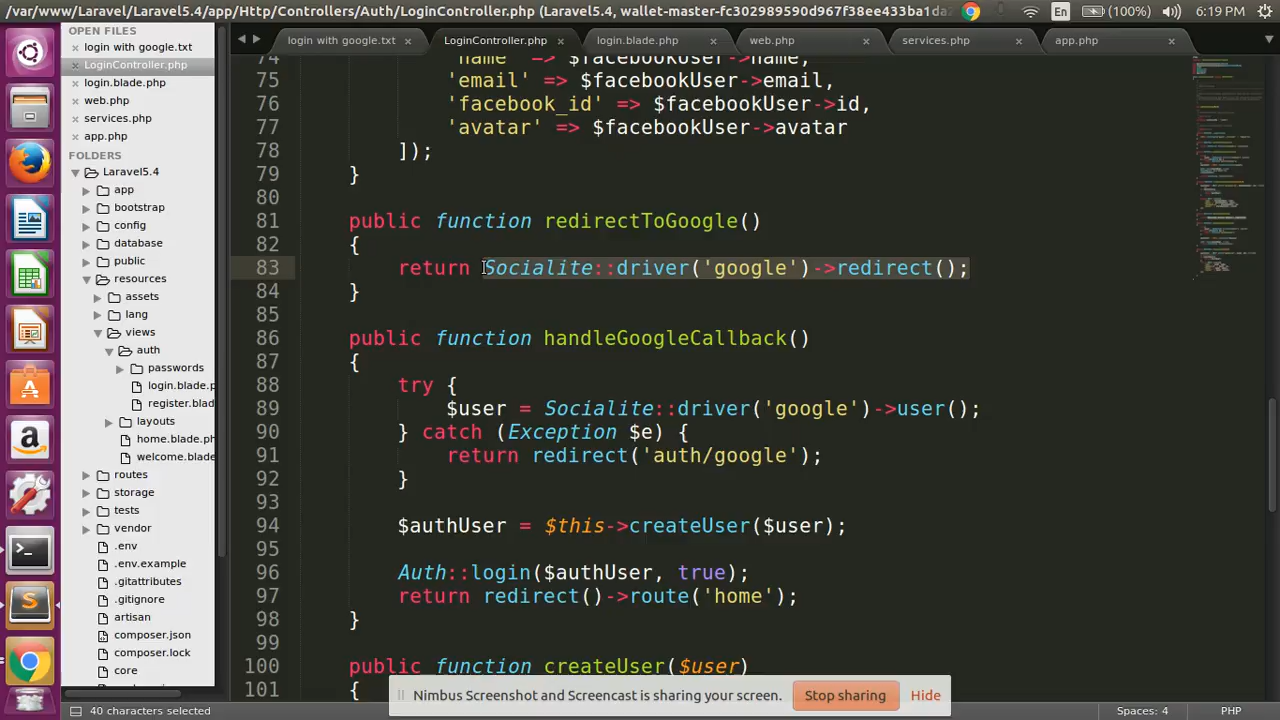 /var/www/Laravel/Laravel5.4/app/Http/Controllers/Auth/LoginController.php (Laravel5.4, wallet-master-fc302989590d967f38ee433ba1da
En
(100%)
6:19 PM
OPEN FILES
login with google.txt
LoginController.php
login.blade.php
web.php
services.php
app.php
FOLDERS
Laravel5.4
app
bootstrap
config
database
public
resources
assets
lang
views
auth
passwords
login.blade.p
register.blad
layouts
home.blade.ph
welcome.blade
routes
storage
tests
vendor
.env
.env.example
.gitattributes
.gitignore
artisan
composer.json
composer.lock
core
login with google.txt
LoginController.php
login.blade.php
web.php
services.php
app.php
74 'name' => $facebookUser->name,
75 'email' => $facebookUser->email,
76 'facebook_id' => $facebookUser->id,
77 'avatar' => $facebookUser->avatar
78 ]);
79 }
80
81 public function redirectToGoogle()
82 {
83 return Socialite::driver('google')->redirect();
84 }
85
86 public function handleGoogleCallback()
87 {
88 try {
89 $user = Socialite::driver('google')->user();
90 } catch (Exception $e) {
91 return redirect('auth/google');
92 }
93
94 $authUser = $this->createUser($user);
95
96 Auth::login($authUser, true);
97 return redirect()->route('home');
98 }
99
100 public function createUser($user)
101 {
Nimbus Screenshot and Screencast is sharing your screen.
Stop sharing
Hide
40 characters selected
Spaces: 4
PHP